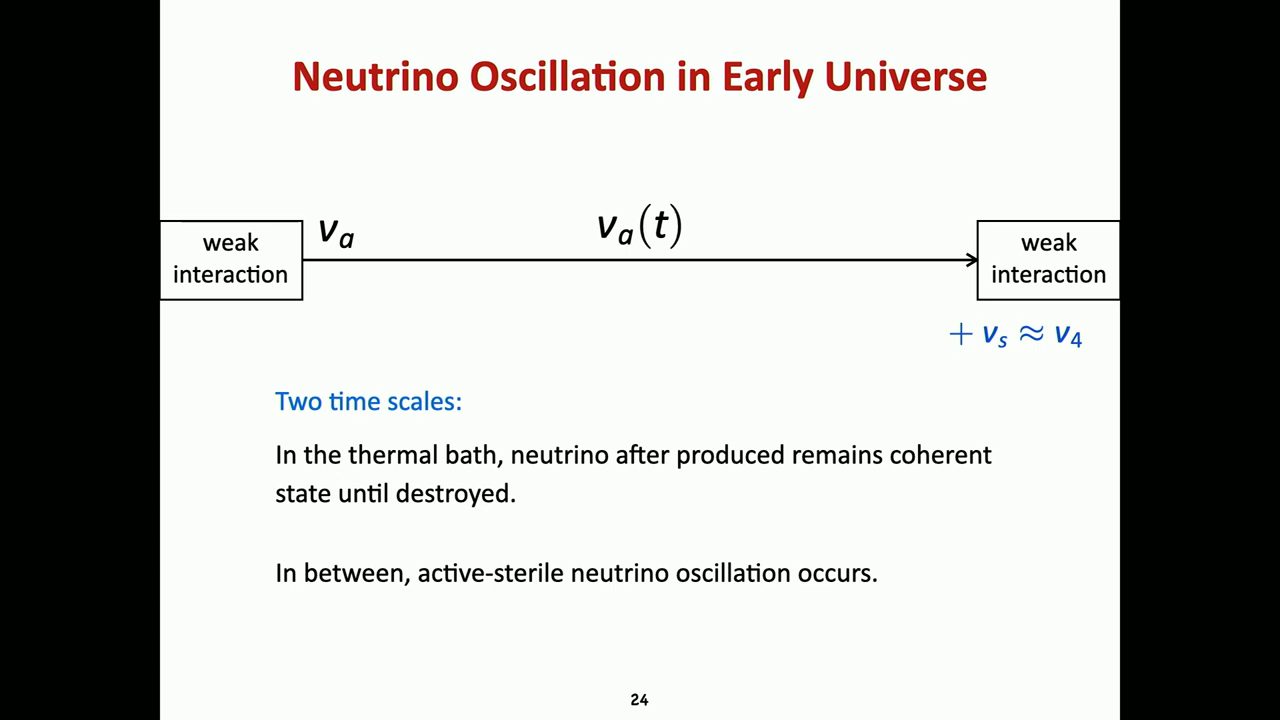 Neutrino Oscillation in Early Universe
weak
interaction
νa
νa(t)
weak
interaction
+ νs ≈ ν4
Two time scales:
In the thermal bath, neutrino after produced remains coherent
state until destroyed.
In between, active-sterile neutrino oscillation occurs.
24